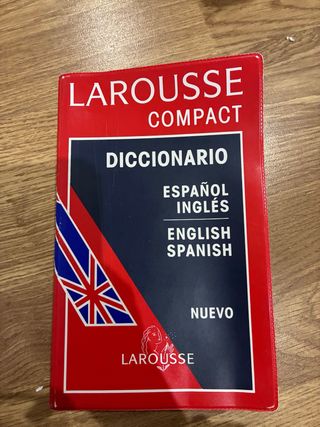 LAROUSSE
COMPACT
DICCIONARIO
ESPAÑOL
INGLÉS
ENGLISH
SPANISH
NUEVO
LAROUSSE